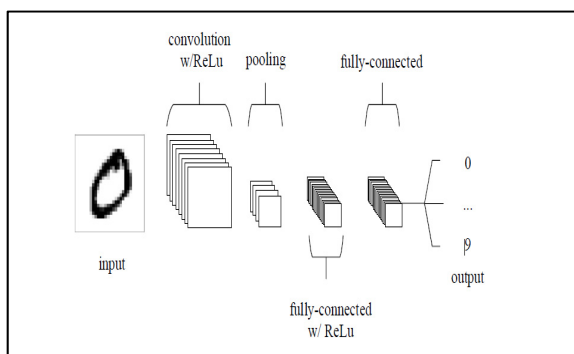 convolution
w/ReLu
pooling
fully-connected
0
...
9
input
output
fully-connected
w/ ReLu